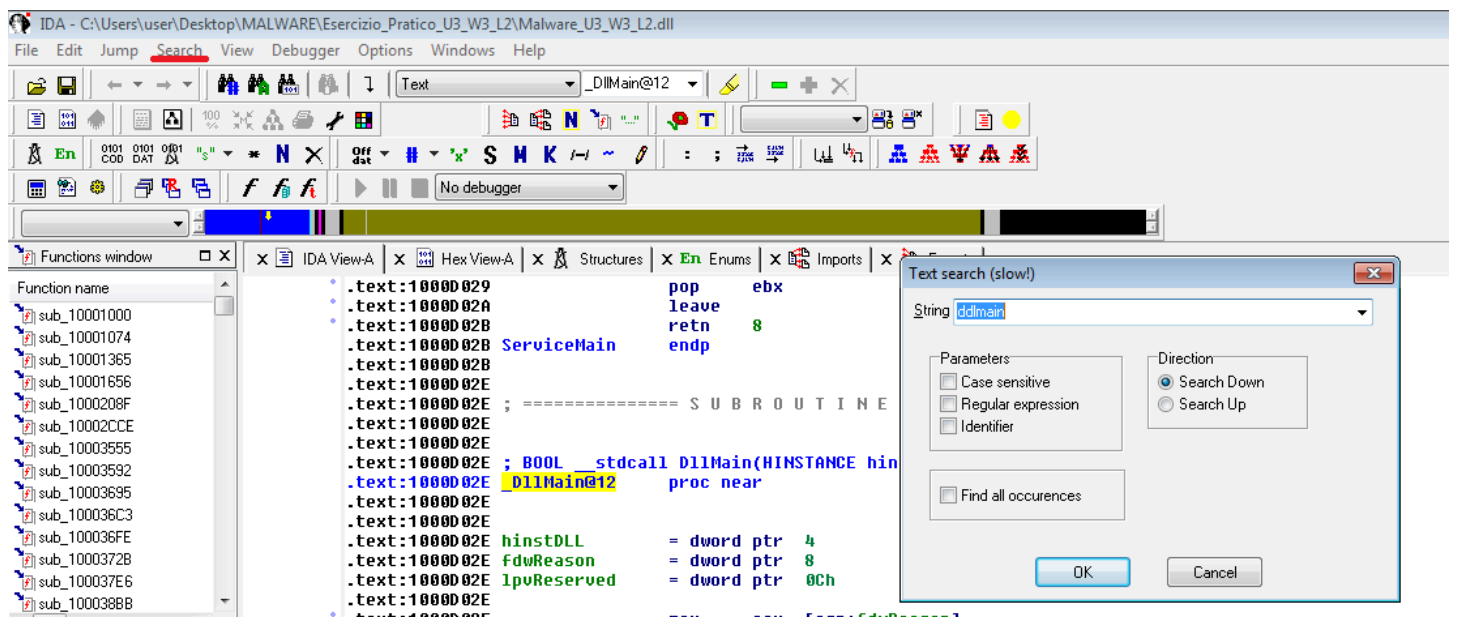 IDA - C:\Users\user\Desktop\MALWARE\Esercizio_Pratico_U3_W3_L2\Malware_U3_W3_L2.dll
File Edit Jump Search View Debugger Options Windows Help
Text _DllMain@12
En
No debugger
Functions window
IDA View-A Hex View-A Structures En Enums Imports
Function name
sub_10001000
sub_10001074
sub_10001365
sub_10001656
sub_1000208F
sub_10002CCE
sub_10003555
sub_10003592
sub_10003695
sub_100036C3
sub_100036FE
sub_1000372B
sub_100037E6
sub_100038BB
.text:1000D029 pop ebx
.text:1000D02A leave
.text:1000D02B retn 8
.text:1000D02B ServiceMain endp
.text:1000D02B
.text:1000D02E
.text:1000D02E ; =============== S U B R O U T I N E
.text:1000D02E
.text:1000D02E
.text:1000D02E ; BOOL __stdcall DllMain(HINSTANCE hin
.text:1000D02E _DllMain@12 proc near
.text:1000D02E
.text:1000D02E
.text:1000D02E hinstDLL = dword ptr 4
.text:1000D02E fdwReason = dword ptr 8
.text:1000D02E lpvReserved = dword ptr 0Ch
.text:1000D02E
Text search (slow!)
String ddlmain
Parameters
Case sensitive
Regular expression
Identifier
Direction
Search Down
Search Up
Find all occurences
OK Cancel